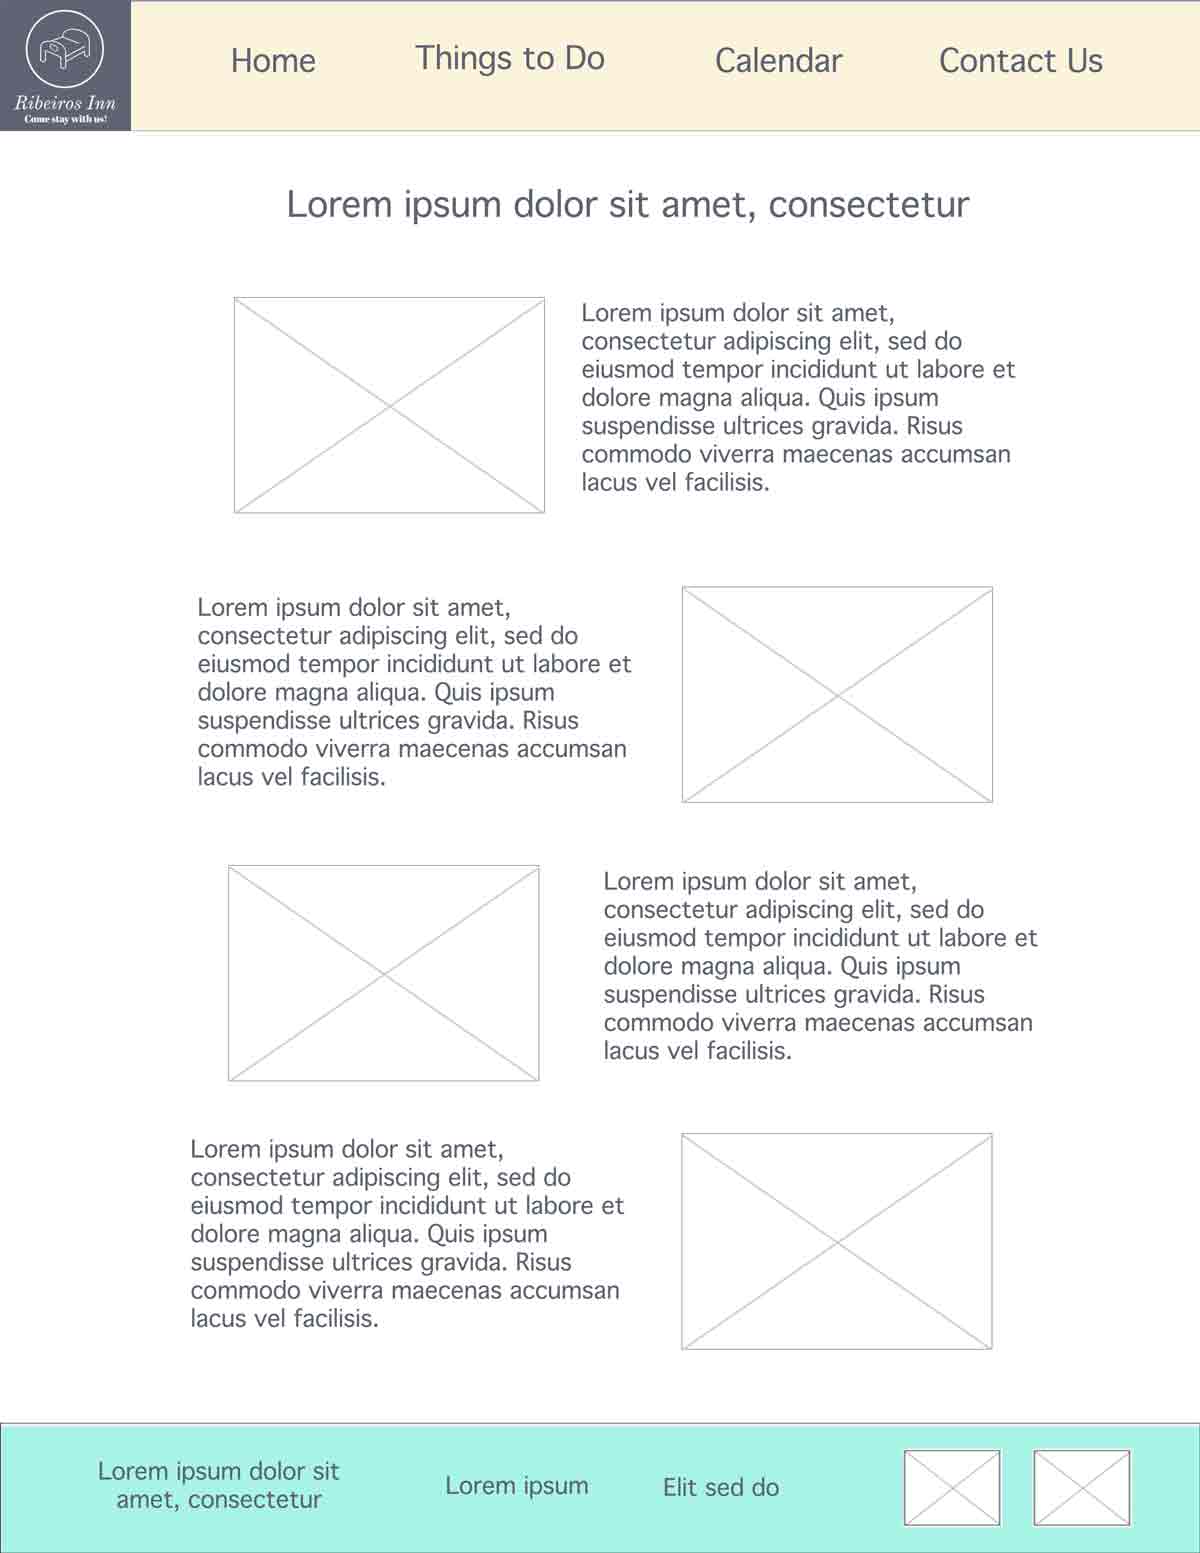 Ribeiros Inn
Come stay with us!
Home
Things to Do
Calendar
Contact Us
Lorem ipsum dolor sit amet, consectetur
Lorem ipsum dolor sit amet,
consectetur adipiscing elit, sed do
eiusmod tempor incididunt ut labore et
dolore magna aliqua. Quis ipsum
suspendisse ultrices gravida. Risus
commodo viverra maecenas accumsan
lacus vel facilisis.
Lorem ipsum dolor sit amet,
consectetur adipiscing elit, sed do
eiusmod tempor incididunt ut labore et
dolore magna aliqua. Quis ipsum
suspendisse ultrices gravida. Risus
commodo viverra maecenas accumsan
lacus vel facilisis.
Lorem ipsum dolor sit amet,
consectetur adipiscing elit, sed do
eiusmod tempor incididunt ut labore et
dolore magna aliqua. Quis ipsum
suspendisse ultrices gravida. Risus
commodo viverra maecenas accumsan
lacus vel facilisis.
Lorem ipsum dolor sit amet,
consectetur adipiscing elit, sed do
eiusmod tempor incididunt ut labore et
dolore magna aliqua. Quis ipsum
suspendisse ultrices gravida. Risus
commodo viverra maecenas accumsan
lacus vel facilisis.
Lorem ipsum dolor sit
amet, consectetur
Lorem ipsum
Elit sed do